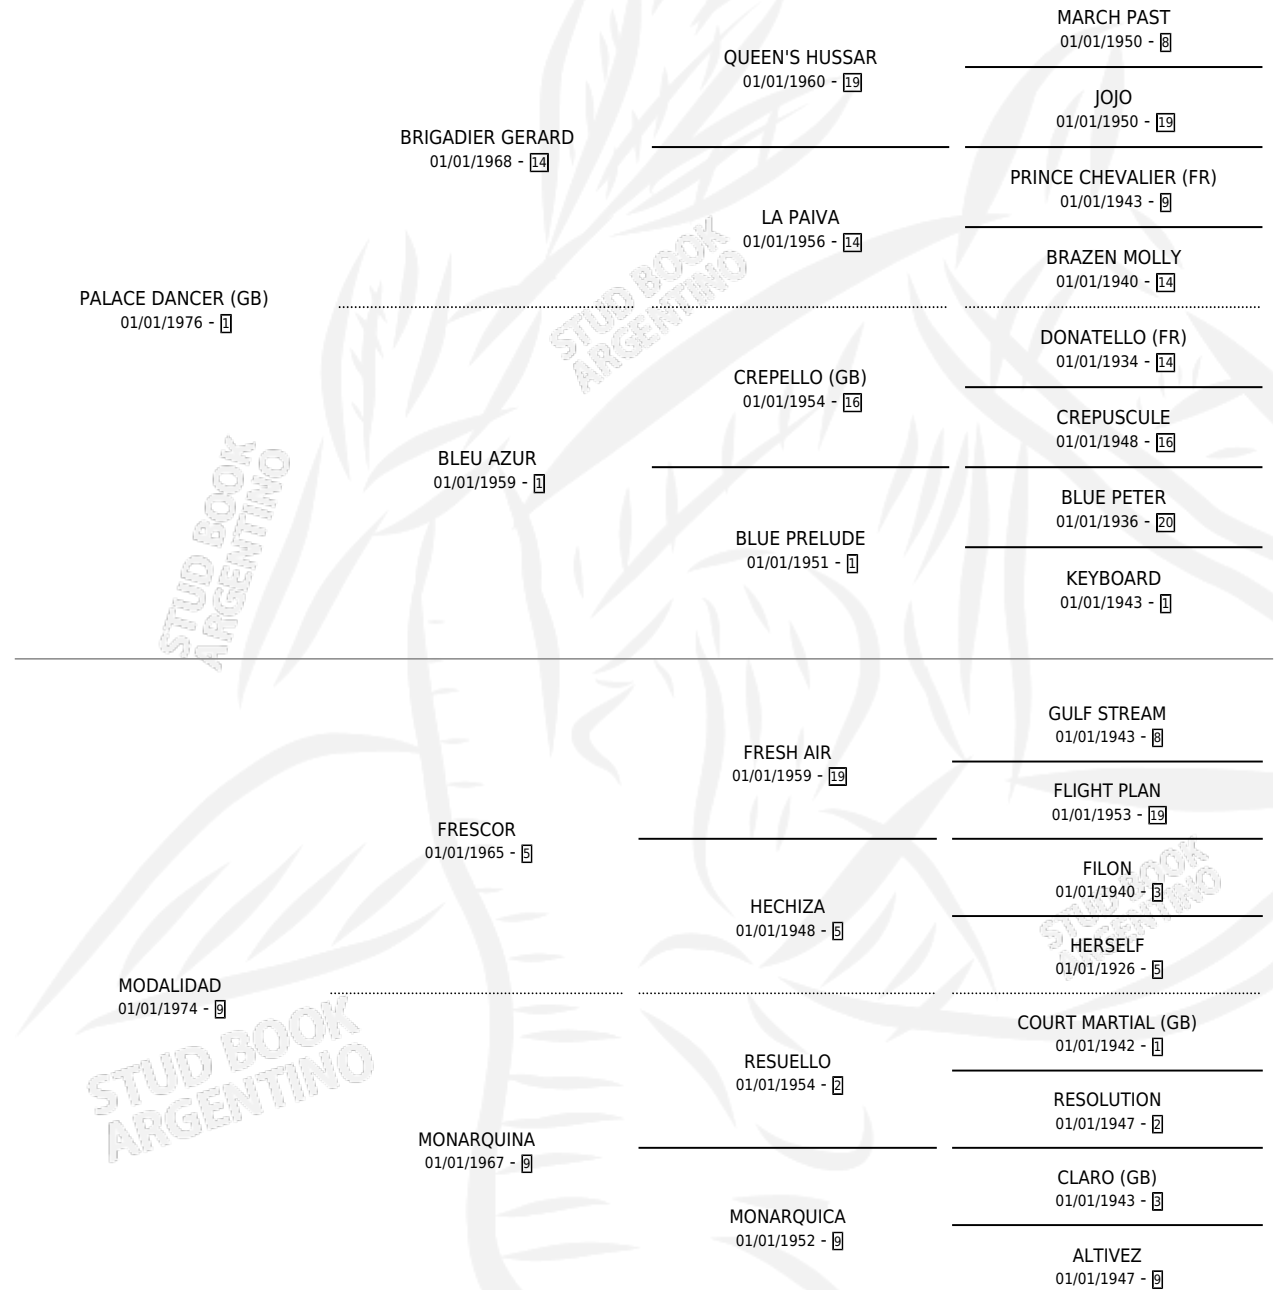 MARCH PAST
01/01/1950 - 8
QUEEN'S HUSSAR
01/01/1960 - 19
JOJO
01/01/1950 - 19
BRIGADIER GERARD
01/01/1968 - 14
PRINCE CHEVALIER (FR)
01/01/1943 - 9
LA PAIVA
01/01/1956 - 14
BRAZEN MOLLY
01/01/1940 - 14
PALACE DANCER (GB)
01/01/1976 - 1
STUD BOOK
ARGENTINO
DONATELLO (FR)
01/01/1934 - 14
CREPELLO (GB)
01/01/1954 - 16
CREPUSCULE
01/01/1948 - 16
BLEU AZUR
01/01/1959 - 1
BLUE PETER
01/01/1936 - 20
BLUE PRELUDE
01/01/1951 - 1
KEYBOARD
01/01/1943 - 1
STUD BOOK
ARGENTINO
GULF STREAM
01/01/1943 - 8
FRESH AIR
01/01/1959 - 19
FLIGHT PLAN
01/01/1953 - 19
FRESCOR
01/01/1965 - 5
FILON
01/01/1940 - 3
HECHIZA
01/01/1948 - 5
HERSELF
01/01/1926 - 5
STUD BOOK
ARGENTINO
MODALIDAD
01/01/1974 - 9
COURT MARTIAL (GB)
01/01/1942 - 1
RESUELLO
01/01/1954 - 2
RESOLUTION
01/01/1947 - 2
STUD BOOK
ARGENTINO
MONARQUINA
01/01/1967 - 9
CLARO (GB)
01/01/1943 - 3
MONARQUICA
01/01/1952 - 9
ALTIVEZ
01/01/1947 - 9